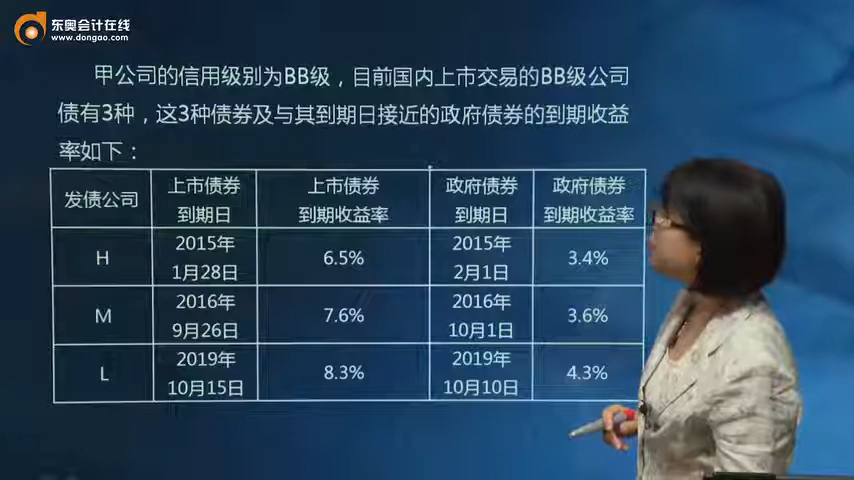 东奥会计在线
www.dongao.com
甲公司的信用级别为BB级，目前国内上市交易的BB级公司
债有3种，这3种债券及与其到期日接近的政府债券的到期收益
率如下：
发债公司 上市债券到期日 上市债券到期收益率 政府债券到期日 政府债券到期收益率
H 2015年1月28日 6.5% 2015年2月1日 3.4%
M 2016年9月26日 7.6% 2016年10月1日 3.6%
L 2019年10月15日 8.3% 2019年10月10日 4.3%